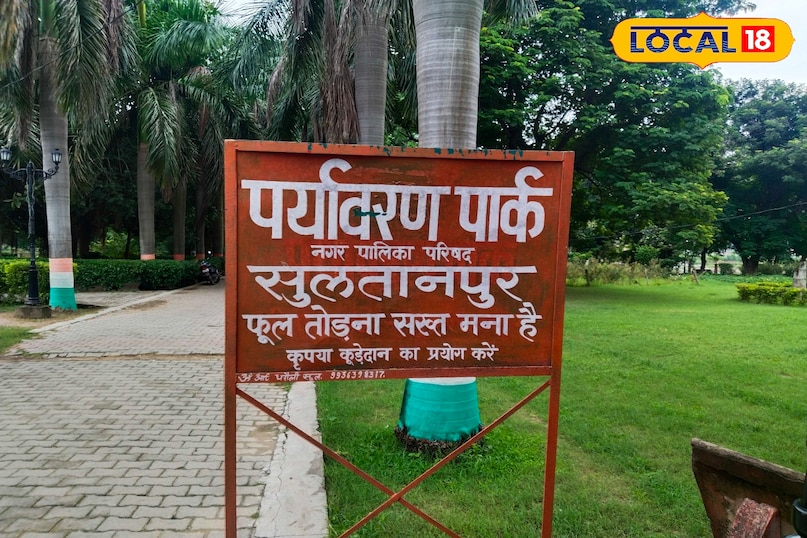 LOCAL 18
पर्यावरण पार्क
नगर पालिका परिषद
सुलतानपुर
फूल तोड़ना सख्त मना है
कृपया कूड़ेदान का प्रयोग करें